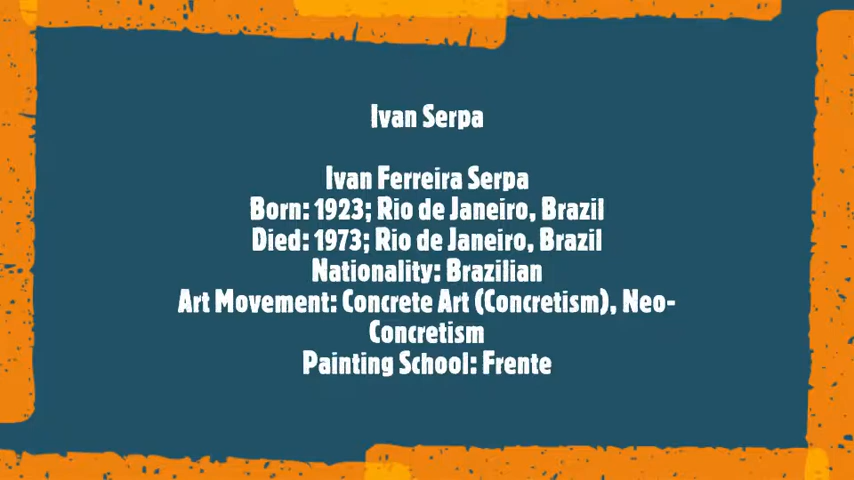 Ivan Serpa
Ivan Ferreira Serpa
Born: 1923; Rio de Janeiro, Brazil
Died: 1973; Rio de Janeiro, Brazil
Nationality: Brazilian
Art Movement: Concrete Art (Concretism), Neo-
Concretism
Painting School: Frente